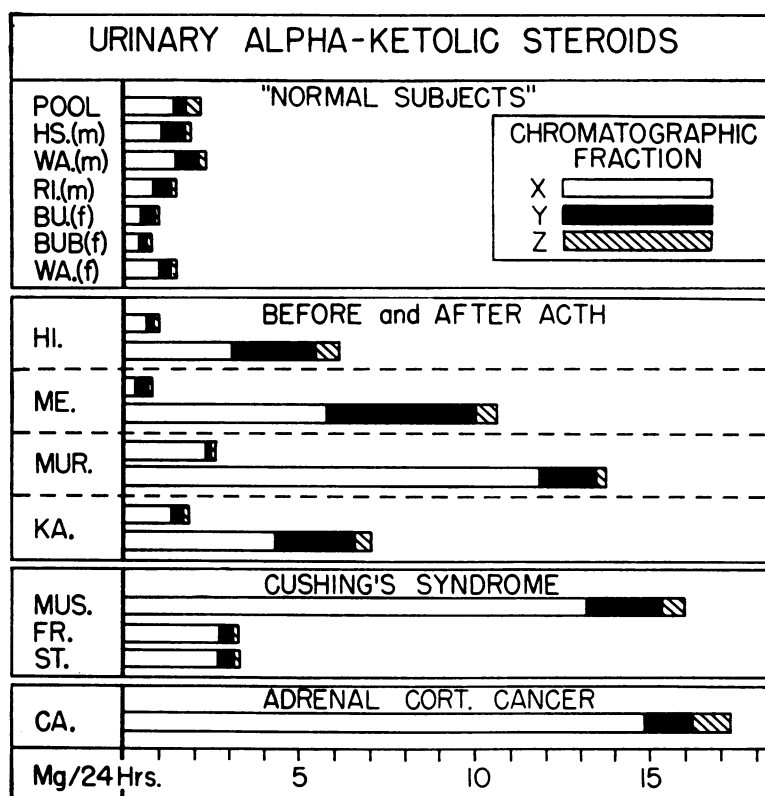 URINARY ALPHA-KETOLIC STEROIDS
"NORMAL SUBJECTS"
POOL
HS.(m)
WA.(m)
RI.(m)
BU.(f)
BUB(f)
WA.(f)
CHROMATOGRAPHIC
FRACTION
X
Y
Z
BEFORE and AFTER ACTH
HI.
ME.
MUR.
KA.
CUSHING'S SYNDROME
MUS.
FR.
ST.
ADRENAL CORT. CANCER
CA.
Mg/24 Hrs. 5 10 15